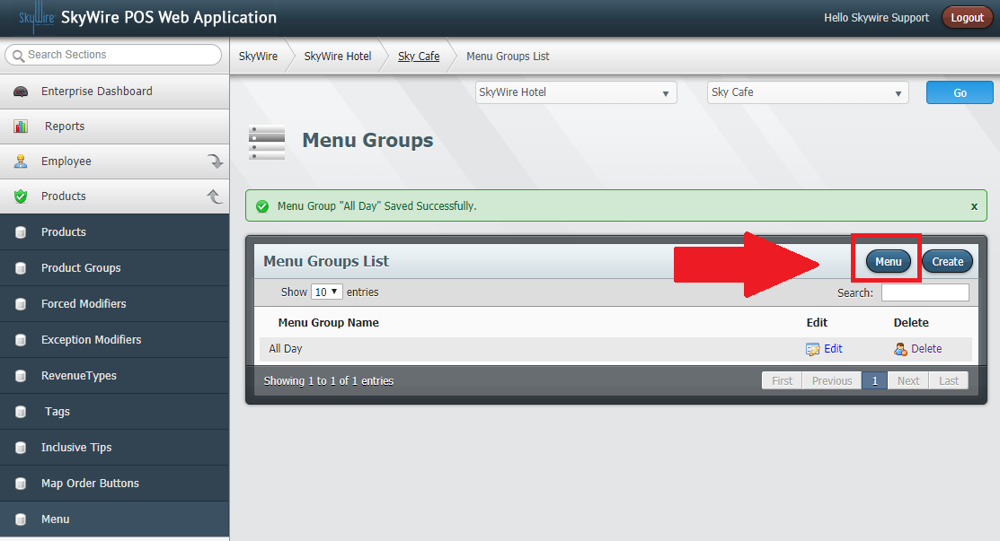 SkyWire SkyWire POS Web Application
Hello Skywire Support Logout
Search Sections
SkyWire SkyWire Hotel Sky Cafe Menu Groups List
Enterprise Dashboard
Reports
Employee
Products
Products
Product Groups
Forced Modifiers
Exception Modifiers
RevenueTypes
Tags
Inclusive Tips
Map Order Buttons
Menu
SkyWire Hotel ▼ Sky Cafe ▼ Go
Menu Groups
Menu Group "All Day" Saved Successfully. x
Menu Groups List Menu Create
Show 10 ▼ entries Search:
Menu Group Name Edit Delete
All Day Edit Delete
Showing 1 to 1 of 1 entries First Previous 1 Next Last